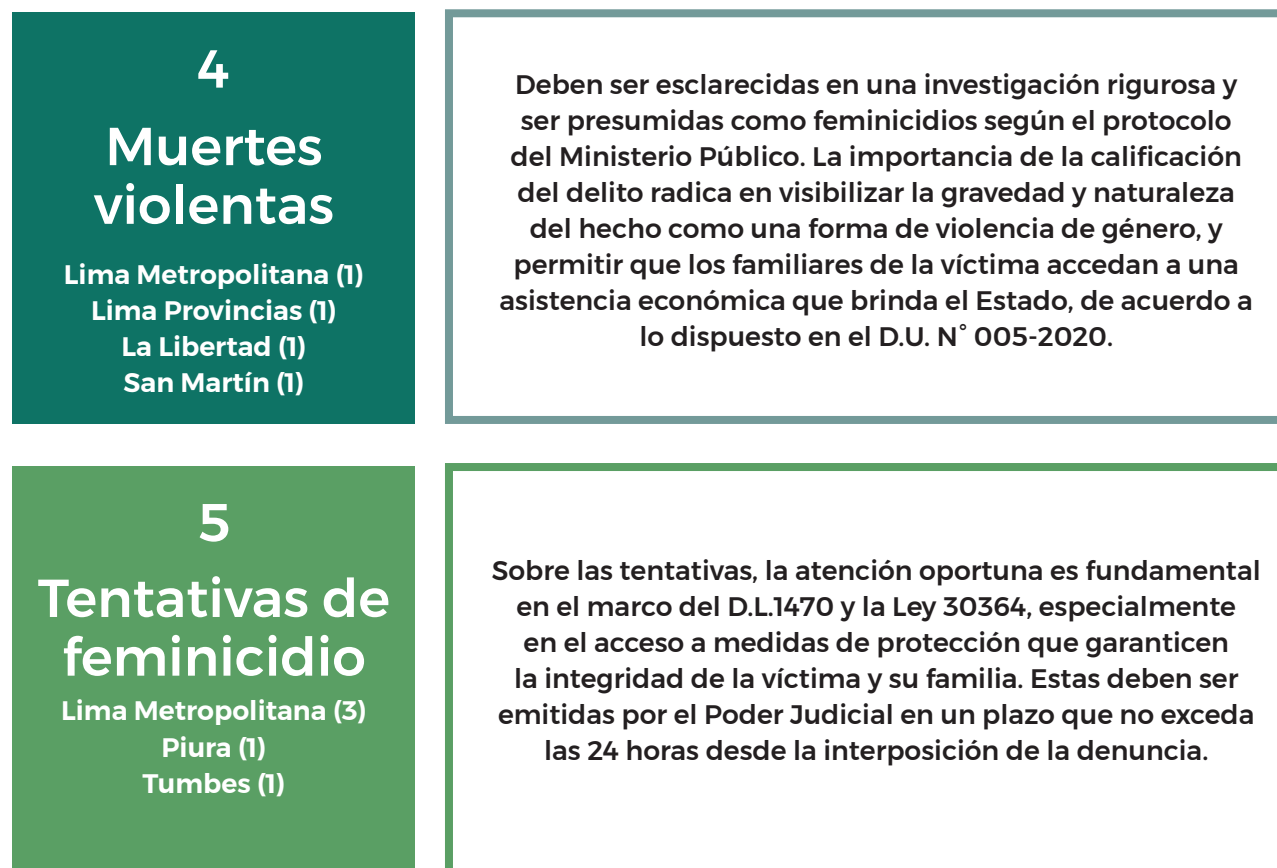 4
Muertes
violentas
Lima Metropolitana (1)
Lima Provincias (1)
La Libertad (1)
San Martín (1)
Deben ser esclarecidas en una investigación rigurosa y
ser presumidas como feminicidios según el protocolo
del Ministerio Público. La importancia de la calificación
del delito radica en visibilizar la gravedad y naturaleza
del hecho como una forma de violencia de género, y
permitir que los familiares de la víctima accedan a una
asistencia económica que brinda el Estado, de acuerdo a
lo dispuesto en el D.U. N° 005-2020.
5
Tentativas de
feminicidio
Lima Metropolitana (3)
Piura (1)
Tumbes (1)
Sobre las tentativas, la atención oportuna es fundamental
en el marco del D.L.1470 y la Ley 30364, especialmente
en el acceso a medidas de protección que garanticen
la integridad de la víctima y su familia. Estas deben ser
emitidas por el Poder Judicial en un plazo que no exceda
las 24 horas desde la interposición de la denuncia.